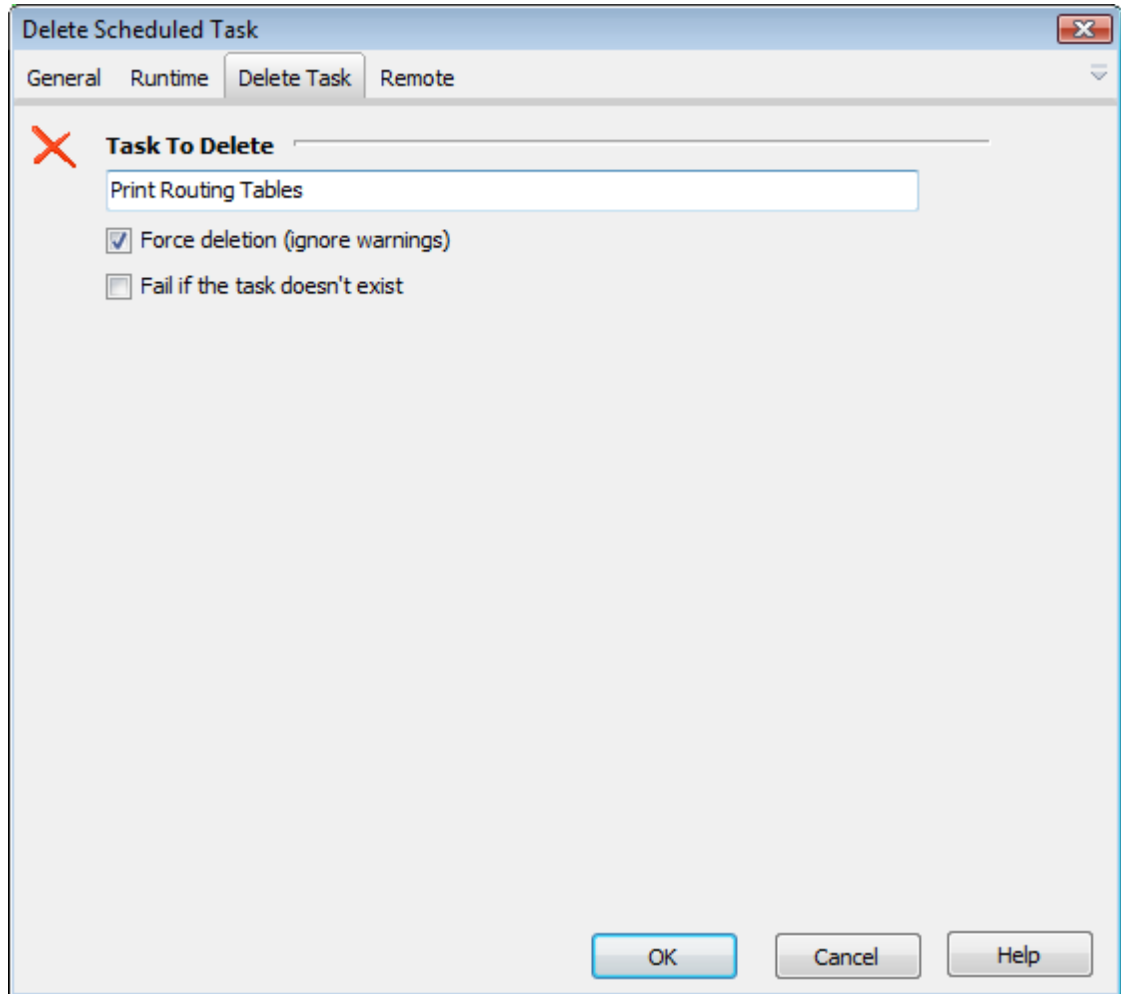 Delete Scheduled Task
General Runtime Delete Task Remote
Task To Delete
Print Routing Tables
Force deletion (ignore warnings)
Fail if the task doesn't exist
OK Cancel Help